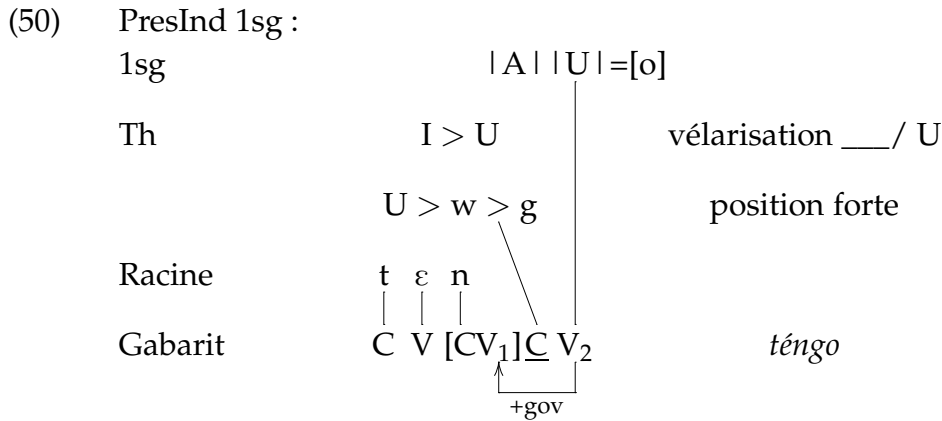 (50) PresInd 1sg :
1sg |A| |U|=[o]
Th I > U vélarisation ___/ U
U > w > g position forte
Racine t ɛ n
Gabarit C V [CV₁]C V₂ téngo
+gov